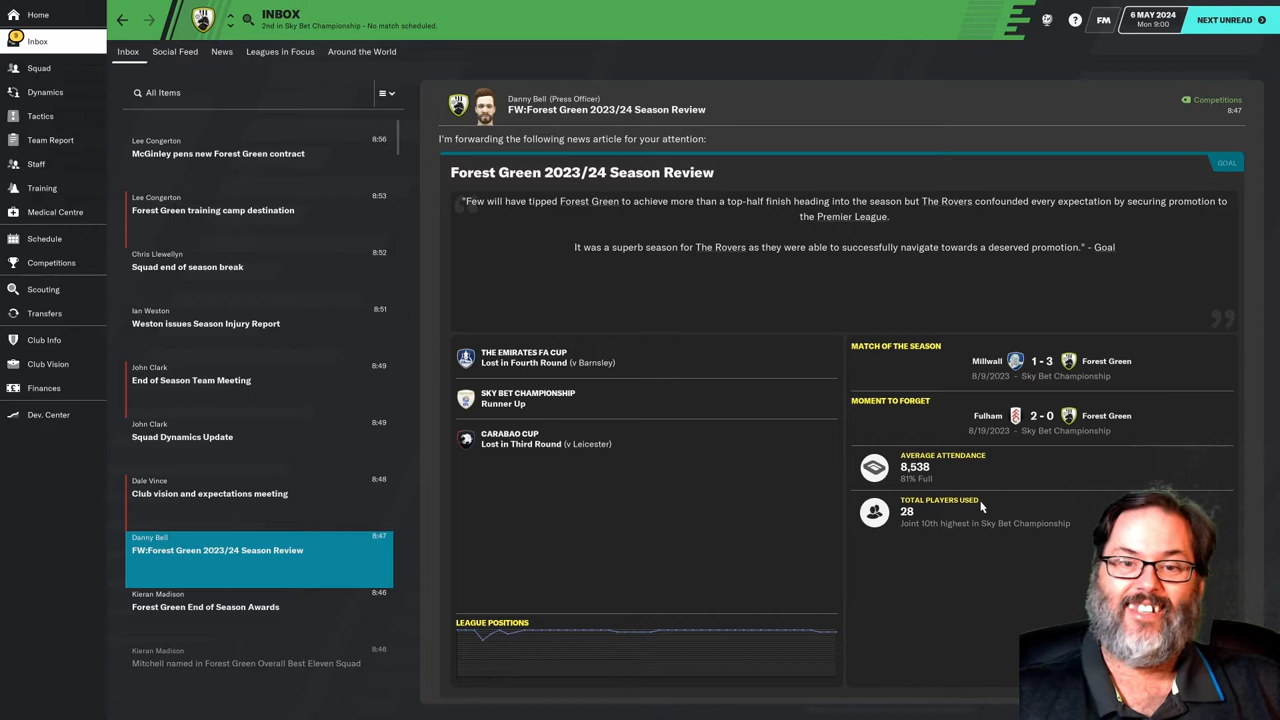 Home
INBOX
2nd in Sky Bet Championship - No match scheduled.
FM
6 MAY 2024
Mon 9:00
NEXT UNREAD
9
Inbox
Squad
Dynamics
Tactics
Team Report
Staff
Training
Medical Centre
Schedule
Competitions
Scouting
Transfers
Club Info
Club Vision
Finances
Dev. Center
Inbox Social Feed News Leagues in Focus Around the World
All Items
Lee Congerton 8:56
McGinley pens new Forest Green contract
Lee Congerton 8:53
Forest Green training camp destination
Chris Llewellyn 8:52
Squad end of season break
Ian Weston 8:51
Weston issues Season Injury Report
John Clark 8:49
End of Season Team Meeting
John Clark 8:49
Squad Dynamics Update
Dale Vince 8:48
Club vision and expectations meeting
Danny Bell 8:47
FW:Forest Green 2023/24 Season Review
Kieran Madison 8:46
Forest Green End of Season Awards
Kieran Madison 8:46
Mitchell named in Forest Green Overall Best Eleven Squad
Danny Bell (Press Officer)
FW:Forest Green 2023/24 Season Review
Competitions
8:47
I'm forwarding the following news article for your attention:
GOAL
Forest Green 2023/24 Season Review
"Few will have tipped Forest Green to achieve more than a top-half finish heading into the season but The Rovers confounded every expectation by securing promotion to
the Premier League.
It was a superb season for The Rovers as they were able to successfully navigate towards a deserved promotion." - Goal
THE EMIRATES FA CUP
Lost in Fourth Round (v Barnsley)
SKY BET CHAMPIONSHIP
Runner Up
CARABAO CUP
Lost in Third Round (v Leicester)
LEAGUE POSITIONS
MATCH OF THE SEASON
Millwall 1 - 3 Forest Green
8/9/2023 - Sky Bet Championship
MOMENT TO FORGET
Fulham 2 - 0 Forest Green
8/19/2023 - Sky Bet Championship
AVERAGE ATTENDANCE
8,538
81% Full
TOTAL PLAYERS USED
28
Joint 10th highest in Sky Bet Championship